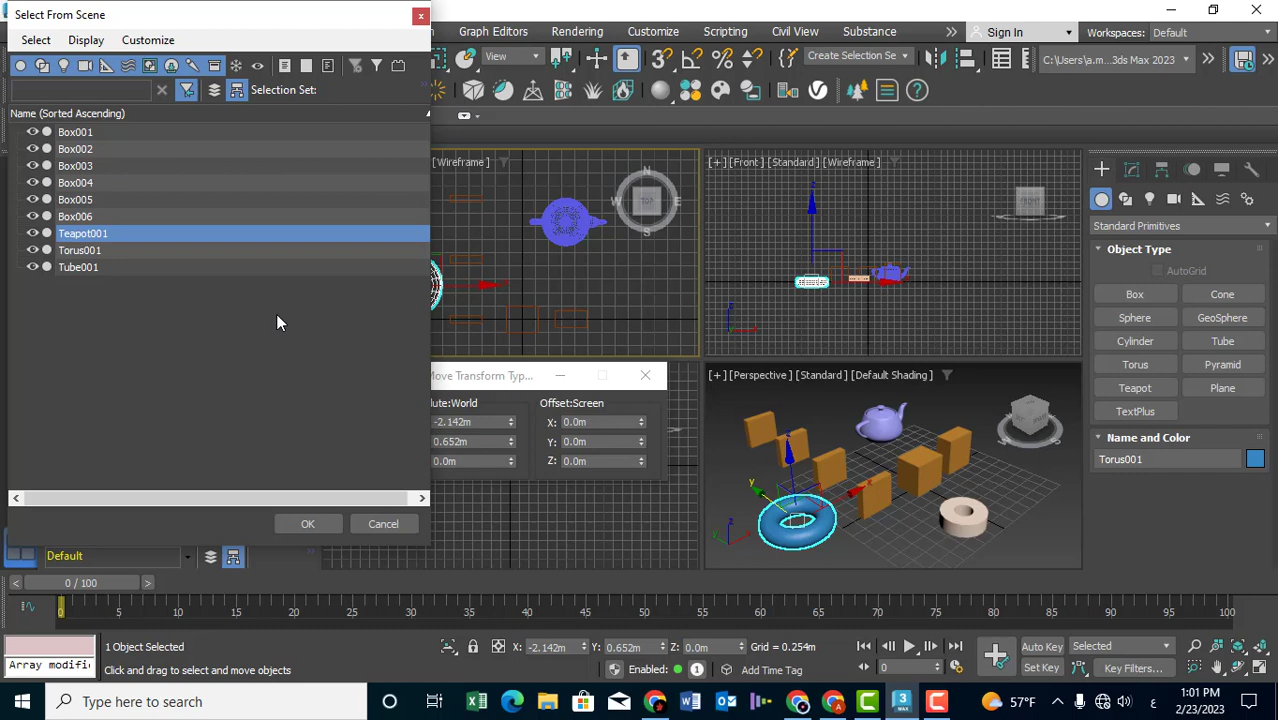 Select From Scene
x
Select Display Customize
Selection Set:
Name (Sorted Ascending)
Box001
Box002
Box003
Box004
Box005
Box006
Teapot001
Torus001
Tube001
OK
Cancel
Default
Graph Editors Rendering Customize Scripting Civil View Substance
Sign In
Workspaces: Default
View
Create Selection Se
C:\Users\a.m...3ds Max 2023
[Wireframe ]
N
W TOP E
S
[+] [Front ] [Standard ] [Wireframe ]
FRONT
z
x
Move Transform Typ...
lute:World
Offset:Screen
-2.142m
X: 0.0m
0.652m
Y: 0.0m
0.0m
Z: 0.0m
[+] [Perspective ] [Standard ] [Default Shading ]
y
x
z
Standard Primitives
Object Type
AutoGrid
Box Cone
Sphere GeoSphere
Cylinder Tube
Torus Pyramid
Teapot Plane
TextPlus
Name and Color
Torus001
0 / 100
0 5 10 15 20 25 30 35 40 45 50 55 60 65 70 75 80 85 90 95 100
1 Object Selected
X: -2.142m Y: 0.652m Z: 0.0m Grid = 0.254m
Auto Key Selected
Array modifi
Click and drag to select and move objects
Enabled: 1 Add Time Tag
0
Set Key Key Filters...
Type here to search
57°F
ع
1:01 PM
2/23/2023